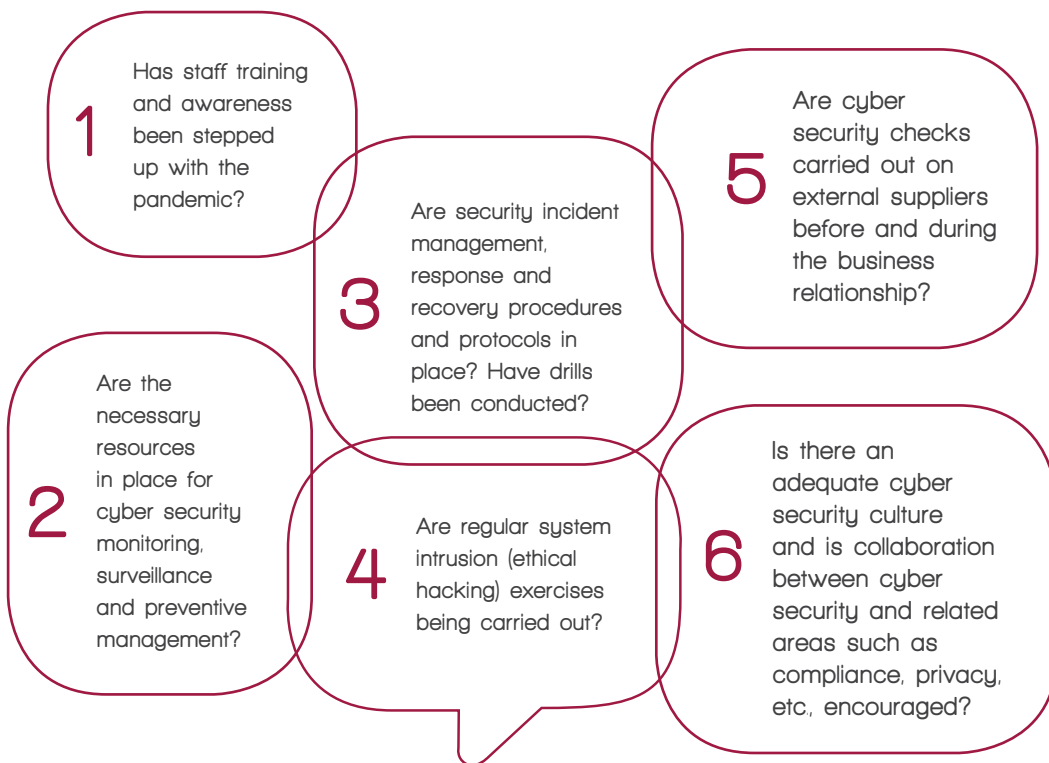 1
Has staff training
and awareness
been stepped
up with the
pandemic?
2
Are the
necessary
resources
in place for
cyber security
monitoring,
surveillance
and preventive
management?
3
Are security incident
management,
response and
recovery procedures
and protocols in
place? Have drills
been conducted?
4
Are regular system
intrusion (ethical
hacking) exercises
being carried out?
5
Are cyber
security checks
carried out on
external suppliers
before and during
the business
relationship?
6
Is there an
adequate cyber
security culture
and is collaboration
between cyber
security and related
areas such as
compliance, privacy,
etc., encouraged?